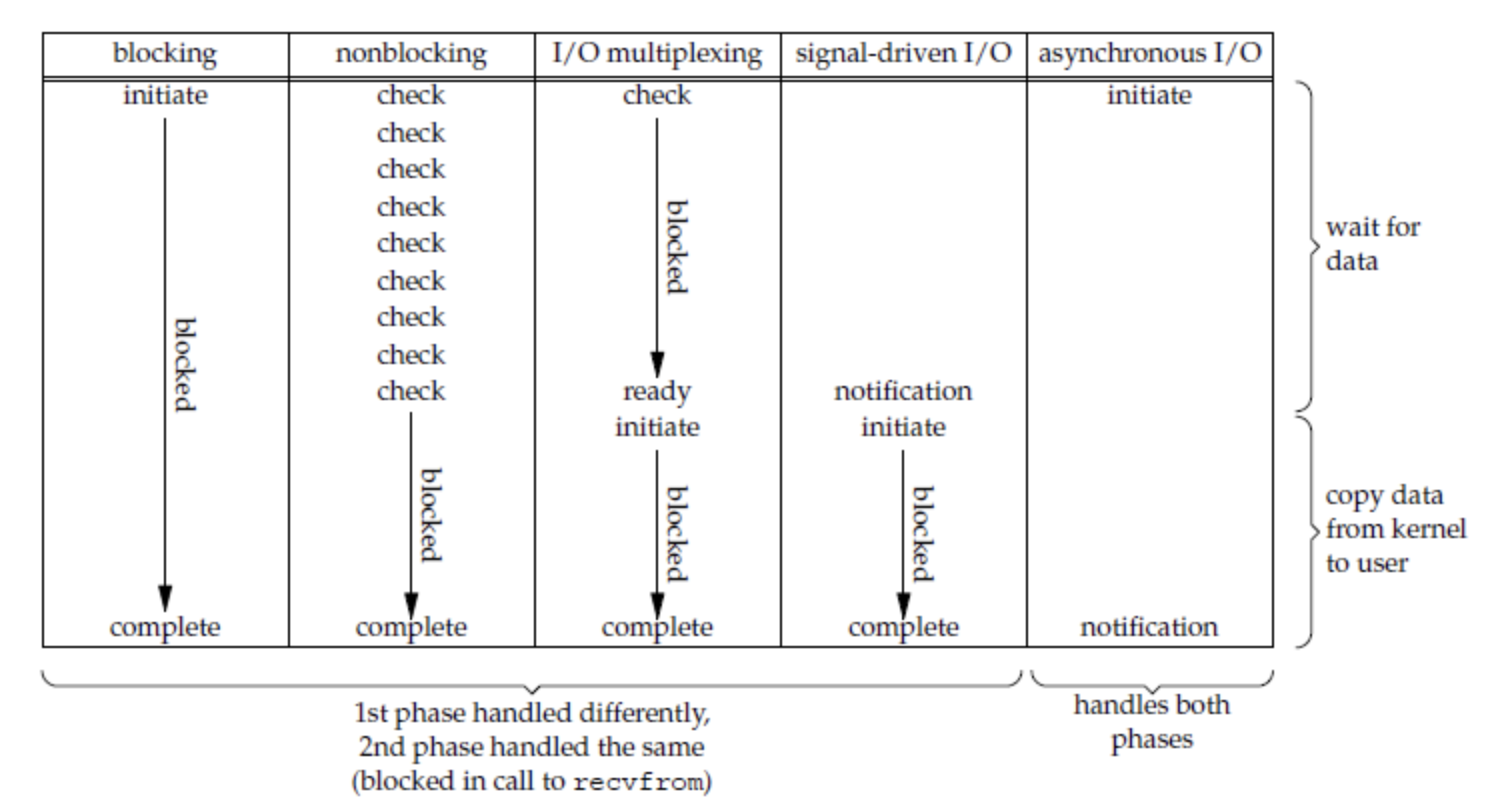 blocking nonblocking I/O multiplexing signal-driven I/O asynchronous I/O
initiate check check initiate
check
check
check
blocked
check
check
wait for
data
blocked
check
check
check ready notification
initiate initiate
blocked
blocked
blocked
copy data
from kernel
to user
complete complete complete complete notification
1st phase handled differently,
2nd phase handled the same
(blocked in call to recvfrom)
handles both
phases